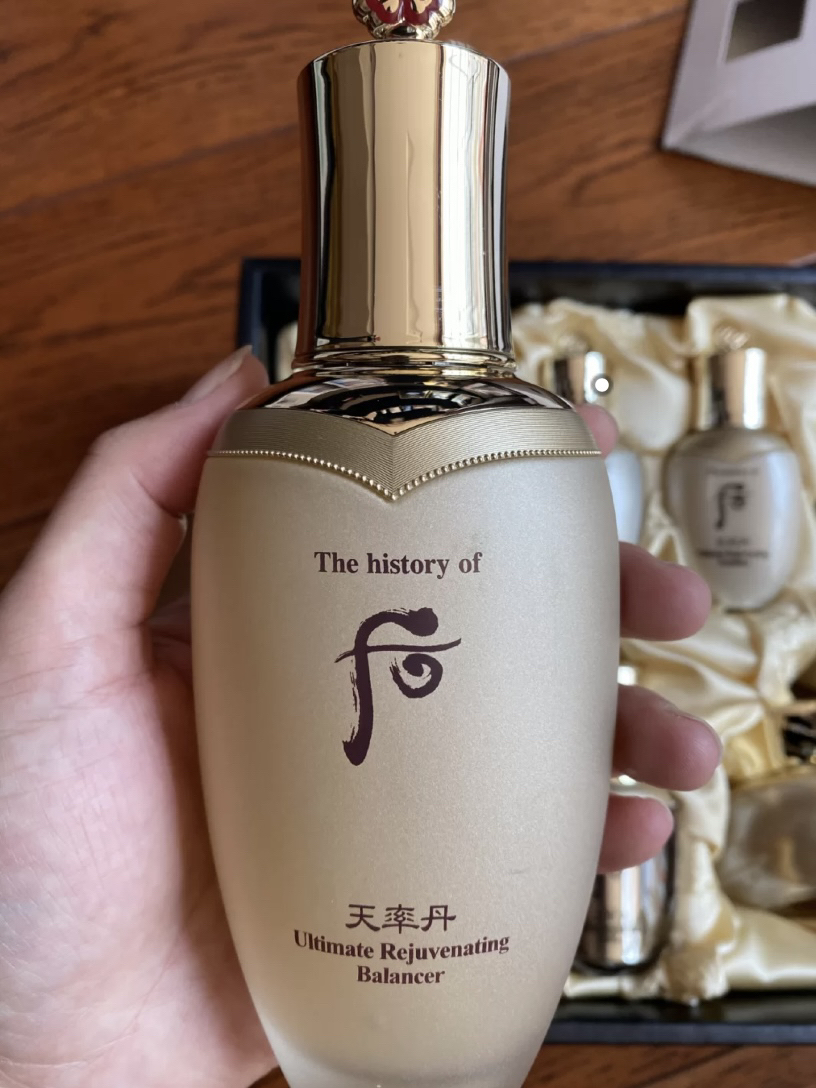 The history of
后
天率丹
Ultimate Rejuvenating
Balancer